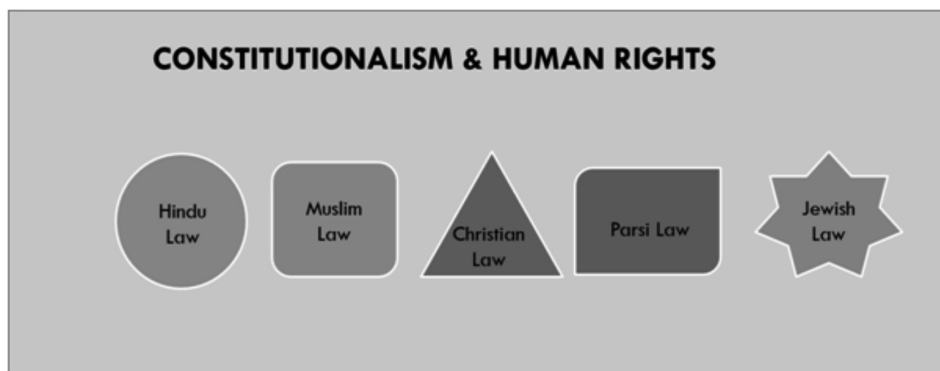 CONSTITUTIONALISM & HUMAN RIGHTS
Hindu
Law
Muslim
Law
Christian
Law
Parsi Law
Jewish
Law